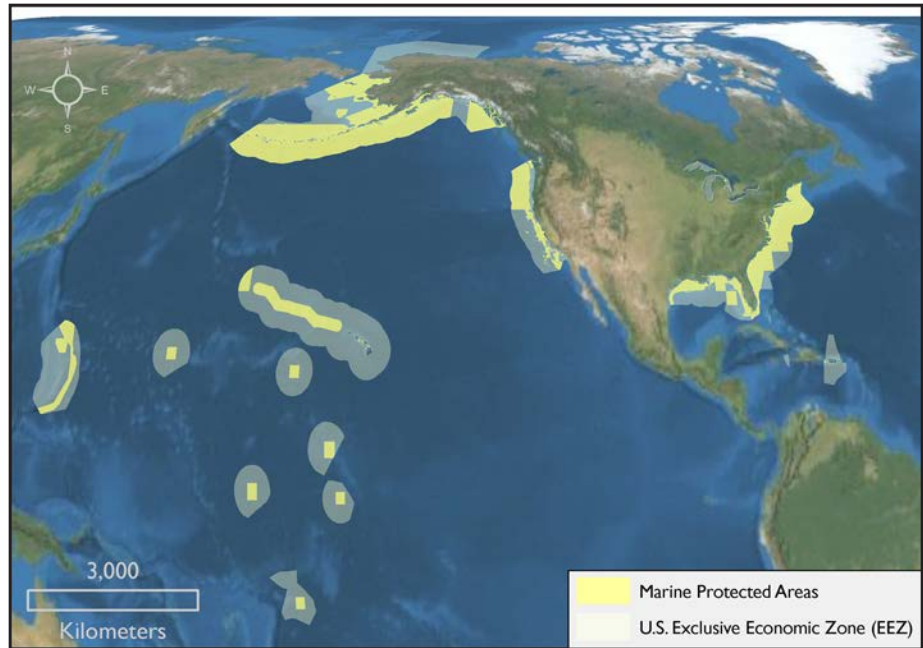 N
W E
S
3,000
Kilometers
Marine Protected Areas
U.S. Exclusive Economic Zone (EEZ)